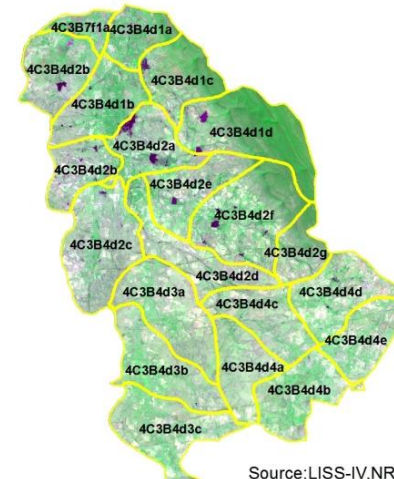 4C3B7f1a
4C3B4d1a
4C3B4d2b
4C3B4d1c
4C3B4d1b
4C3B4d1d
4C3B4d2a
4C3B4d2b
4C3B4d2e
4C3B4d2f
4C3B4d2c
4C3B4d2g
4C3B4d2d
4C3B4d3a
4C3B4d4c
4C3B4d4d
4C3B4d4e
4C3B4d3b
4C3B4d4a
4C3B4d4b
4C3B4d3c
Source:LISS-IV,NR